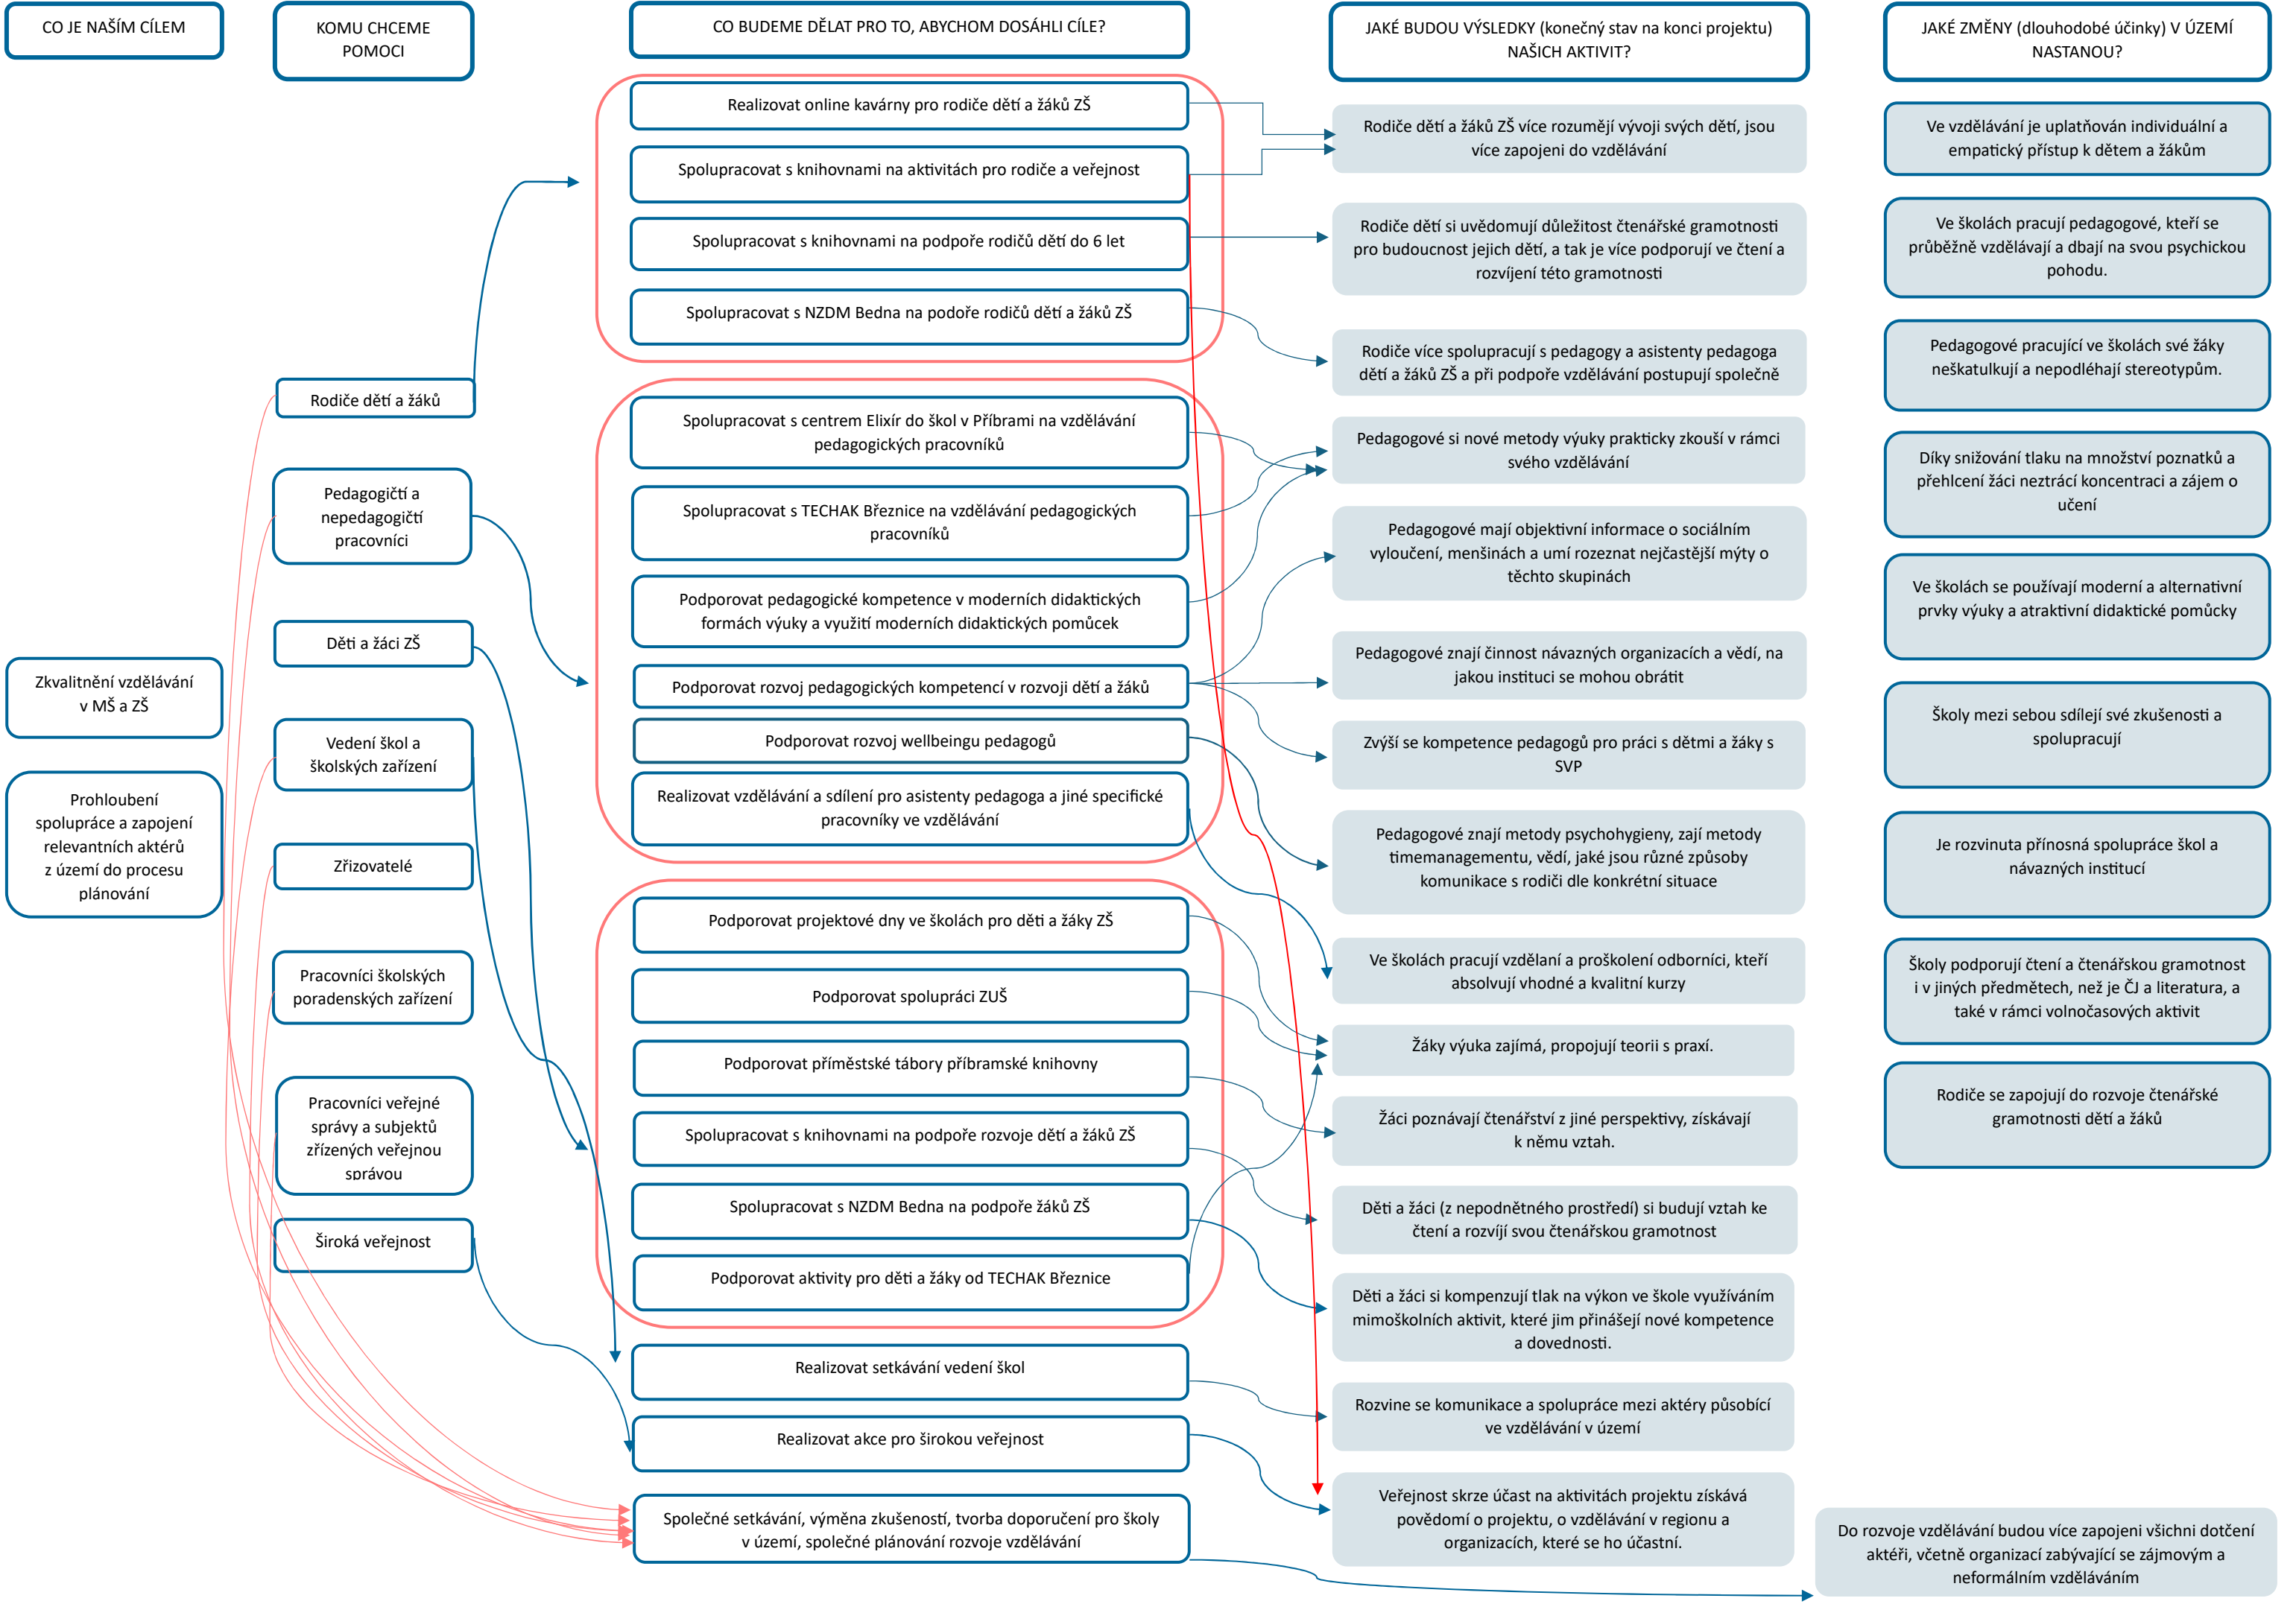 CO JE NAŠÍM CÍLEM
KOMU CHCEME
POMOCI
CO BUDEME DĚLAT PRO TO, ABYCHOM DOSÁHLI CÍLE?
JAKÉ BUDOU VÝSLEDKY (konečný stav na konci projektu)
NAŠICH AKTIVIT?
JAKÉ ZMĚNY (dlouhodobé účinky) V ÚZEMÍ
NASTANOU?
Zkvalitnění vzdělávání
v MŠ a ZŠ
Prohloubení
spolupráce a zapojení
relevantních aktérů
z území do procesu
plánování
Rodiče dětí a žáků
Pedagogičtí a
nepedagogičtí
pracovníci
Děti a žáci ZŠ
Vedení škol a
školských zařízení
Zřizovatelé
Pracovníci školských
poradenských zařízení
Pracovníci veřejné
správy a subjektů
zřízených veřejnou
správou
Široká veřejnost
Realizovat online kavárny pro rodiče dětí a žáků ZŠ
Spolupracovat s knihovnami na aktivitách pro rodiče a veřejnost
Spolupracovat s knihovnami na podpoře rodičů dětí do 6 let
Spolupracovat s NZDM Bedna na podoře rodičů dětí a žáků ZŠ
Spolupracovat s centrem Elixír do škol v Příbrami na vzdělávání
pedagogických pracovníků
Spolupracovat s TECHAK Březnice na vzdělávání pedagogických
pracovníků
Podporovat pedagogické kompetence v moderních didaktických
formách výuky a využití moderních didaktických pomůcek
Podporovat rozvoj pedagogických kompetencí v rozvoji dětí a žáků
Podporovat rozvoj wellbeingu pedagogů
Realizovat vzdělávání a sdílení pro asistenty pedagoga a jiné specifické
pracovníky ve vzdělávání
Podporovat projektové dny ve školách pro děti a žáky ZŠ
Podporovat spolupráci ZUŠ
Podporovat příměstské tábory příbramské knihovny
Spolupracovat s knihovnami na podpoře rozvoje dětí a žáků ZŠ
Spolupracovat s NZDM Bedna na podpoře žáků ZŠ
Podporovat aktivity pro děti a žáky od TECHAK Březnice
Realizovat setkávání vedení škol
Realizovat akce pro širokou veřejnost
Společné setkávání, výměna zkušeností, tvorba doporučení pro školy
v území, společné plánování rozvoje vzdělávání
Rodiče dětí a žáků ZŠ více rozumějí vývoji svých dětí, jsou
více zapojeni do vzdělávání
Rodiče dětí si uvědomují důležitost čtenářské gramotnosti
pro budoucnost jejich dětí, a tak je více podporují ve čtení a
rozvíjení této gramotnosti
Rodiče více spolupracují s pedagogy a asistenty pedagoga
dětí a žáků ZŠ a při podpoře vzdělávání postupují společně
Pedagogové si nové metody výuky prakticky zkouší v rámci
svého vzdělávání
Pedagogové mají objektivní informace o sociálním
vyloučení, menšinách a umí rozeznat nejčastější mýty o
těchto skupinách
Pedagogové znají činnost návazných organizacích a vědí, na
jakou instituci se mohou obrátit
Zvýší se kompetence pedagogů pro práci s dětmi a žáky s
SVP
Pedagogové znají metody psychohygieny, zají metody
timemanagementu, vědí, jaké jsou různé způsoby
komunikace s rodiči dle konkrétní situace
Ve školách pracují vzdělaní a proškolení odborníci, kteří
absolvují vhodné a kvalitní kurzy
Žáky výuka zajímá, propojují teorii s praxí.
Žáci poznávají čtenářství z jiné perspektivy, získávají
k němu vztah.
Děti a žáci (z nepodnětného prostředí) si budují vztah ke
čtení a rozvíjí svou čtenářskou gramotnost
Děti a žáci si kompenzují tlak na výkon ve škole využíváním
mimoškolních aktivit, které jim přinášejí nové kompetence
a dovednosti.
Rozvine se komunikace a spolupráce mezi aktéry působící
ve vzdělávání v území
Veřejnost skrze účast na aktivitách projektu získává
povědomí o projektu, o vzdělávání v regionu a
organizacích, které se ho účastní.
Ve vzdělávání je uplatňován individuální a
empatický přístup k dětem a žákům
Ve školách pracují pedagogové, kteří se
průběžně vzdělávají a dbají na svou psychickou
pohodu.
Pedagogové pracující ve školách své žáky
neškatulkují a nepodléhají stereotypům.
Díky snižování tlaku na množství poznatků a
přehlcení žáci neztrácí koncentraci a zájem o
učení
Ve školách se používají moderní a alternativní
prvky výuky a atraktivní didaktické pomůcky
Školy mezi sebou sdílejí své zkušenosti a
spolupracují
Je rozvinuta přínosná spolupráce škol a
návazných institucí
Školy podporují čtení a čtenářskou gramotnost
i v jiných předmětech, než je ČJ a literatura, a
také v rámci volnočasových aktivit
Rodiče se zapojují do rozvoje čtenářské
gramotnosti dětí a žáků
Do rozvoje vzdělávání budou více zapojeni všichni dotčení
aktéři, včetně organizací zabývající se zájmovým a
neformálním vzděláváním